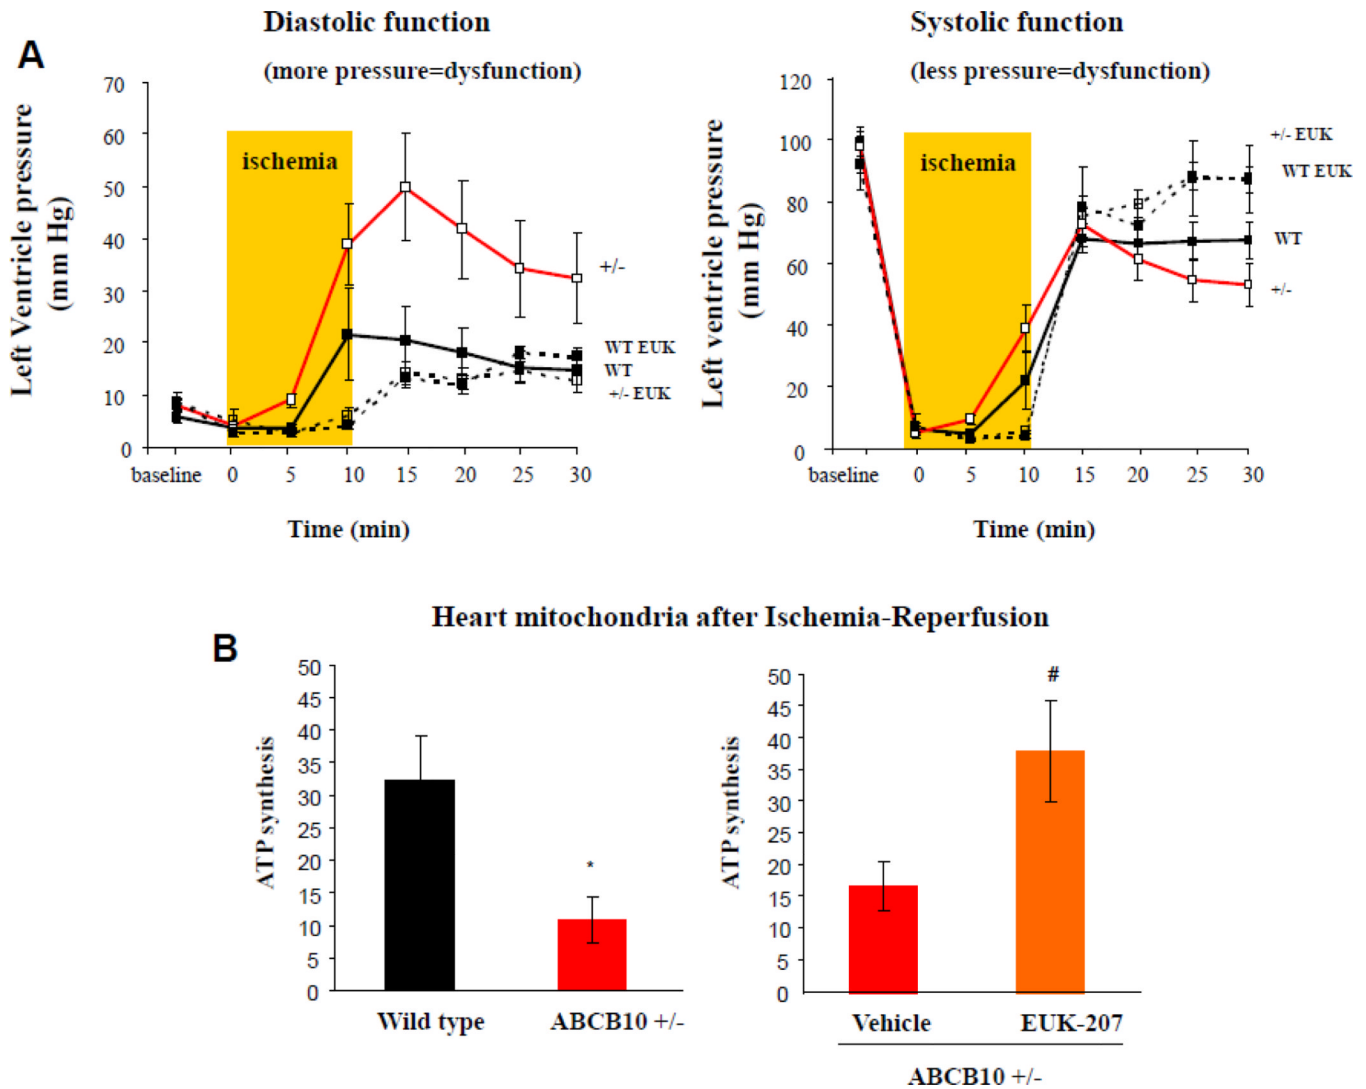 Diastolic function
Systolic function
A
(more pressure=dysfunction)
(less pressure=dysfunction)
Left Ventricle pressure
(mm Hg)
70
60
50
40
30
20
10
0
ischemia
+/-
WT EUK
WT
+/- EUK
baseline 0 5 10 15 20 25 30
Time (min)
Left ventricle pressure
(mm Hg)
120
100
80
60
40
20
0
ischemia
+/- EUK
WT EUK
WT
+/-
baseline 0 5 10 15 20 25 30
Time (min)
Heart mitochondria after Ischemia-Reperfusion
B
ATP synthesis
50
45
40
35
30
25
20
15
10
5
0
*
Wild type ABCB10 +/-
ATP synthesis
50
45
40
35
30
25
20
15
10
5
0
#
Vehicle EUK-207
ABCB10 +/-